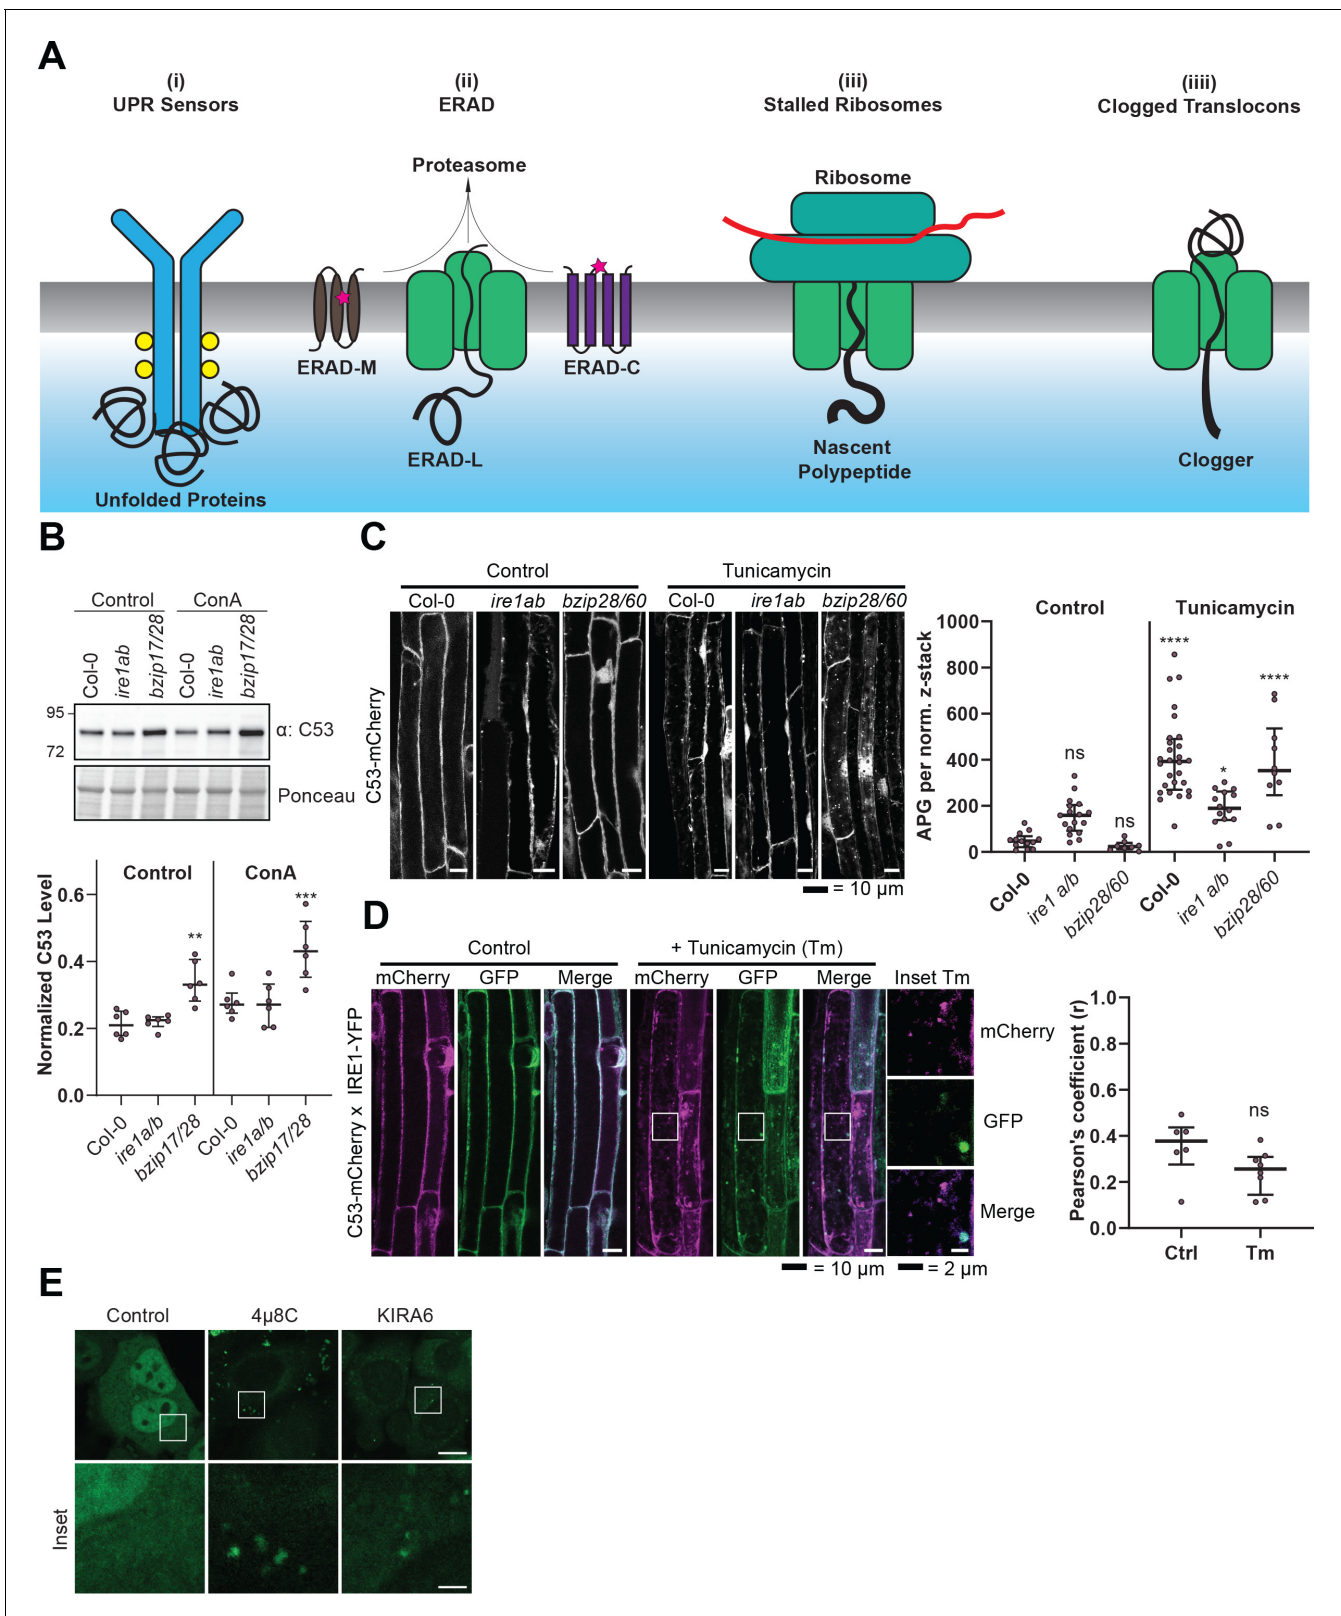 A
(i)
UPR Sensors
(ii)
ERAD
(iii)
Stalled Ribosomes
(iiii)
Clogged Translocons
Proteasome
Ribosome
ERAD-M
ERAD-C
ERAD-L
Nascent
Polypeptide
Clogger
Unfolded Proteins
B
Control
ConA
Col-0
ire1ab
bzip17/28
Col-0
ire1ab
bzip17/28
95
72
α: C53
Ponceau
Control
ConA
Normalized C53 Level
0.6
0.4
0.2
0.0
**
***
Col-0
ire1a/b
bzip17/28
Col-0
ire1a/b
bzip17/28
C
Control
Tunicamycin
Col-0
ire1ab
bzip28/60
Col-0
ire1ab
bzip28/60
C53-mCherry
= 10 µm
Control
Tunicamycin
APG per norm. z-stack
1000
800
600
400
200
0
ns
ns
****
*
****
Col-0
ire1 a/b
bzip28/60
Col-0
ire1 a/b
bzip28/60
D
Control
+ Tunicamycin (Tm)
mCherry
GFP
Merge
mCherry
GFP
Merge
Inset Tm
C53-mCherry x IRE1-YFP
mCherry
GFP
Merge
= 10 µm
= 2 µm
Pearson's coefficient (r)
1.0
0.8
0.6
0.4
0.2
0.0
ns
Ctrl
Tm
E
Control
4µ8C
KIRA6
Inset